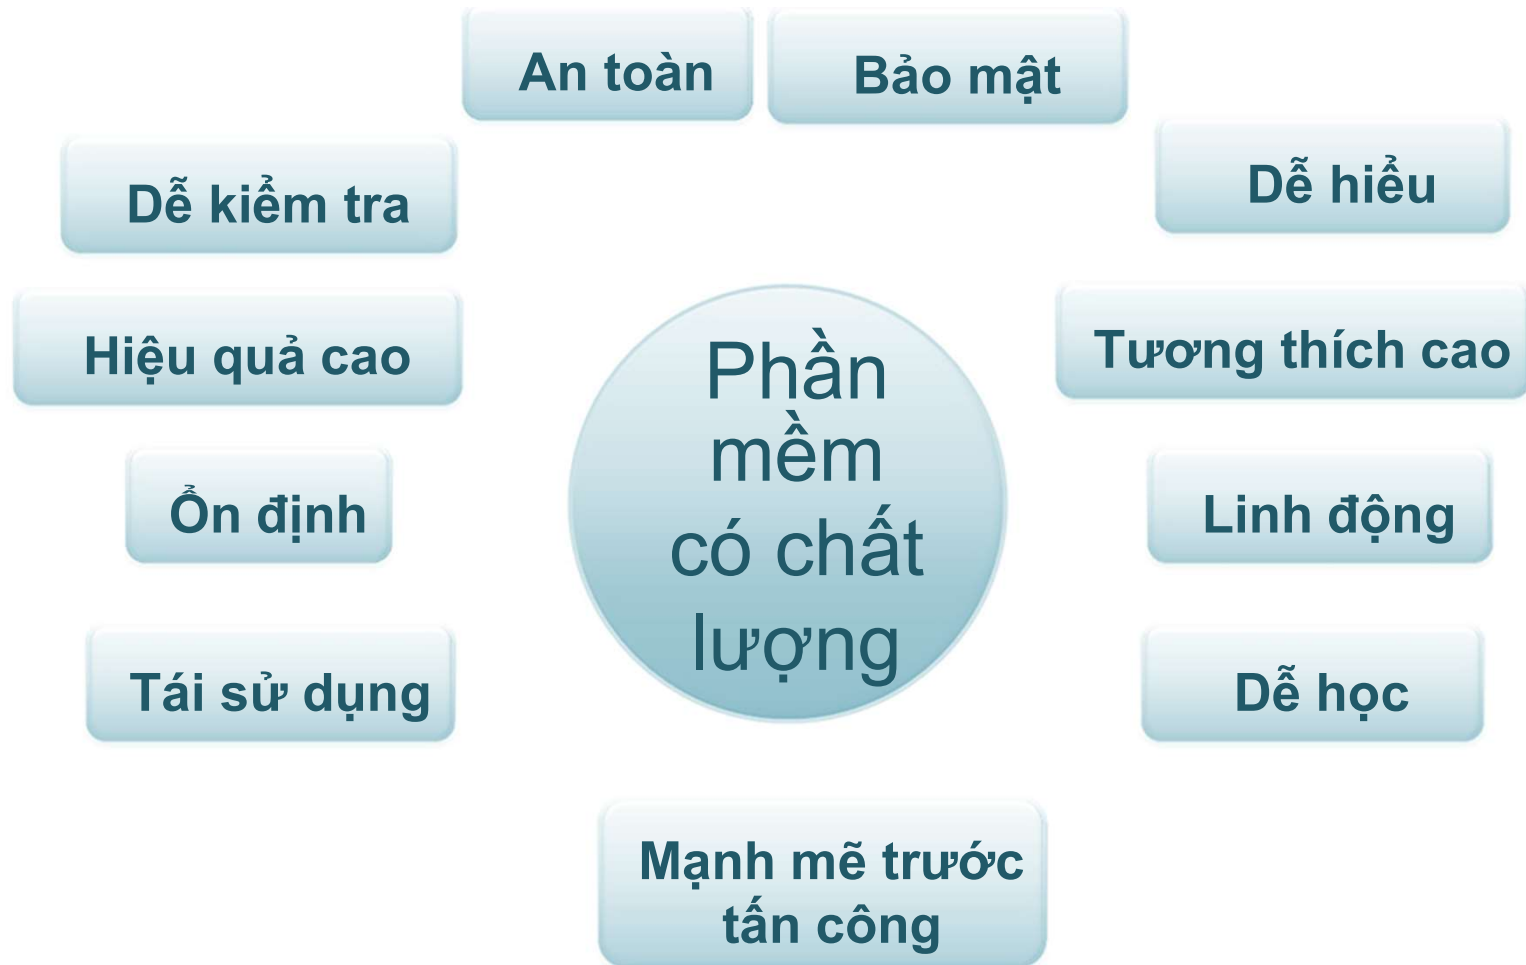 An toàn
Bảo mật
Dễ kiểm tra
Dễ hiểu
Hiệu quả cao
Tương thích cao
Phần
mềm
có chất
lượng
Ổn định
Linh động
Tái sử dụng
Dễ học
Mạnh mẽ trước
tấn công